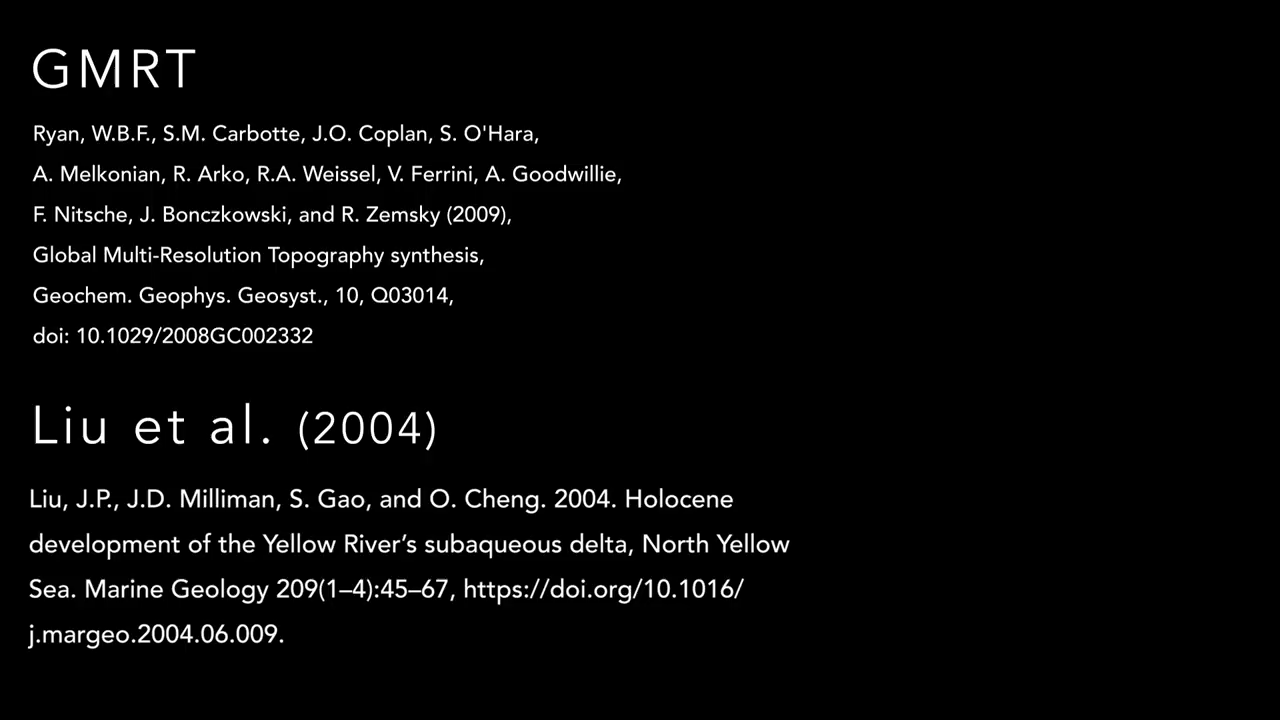 GMRT
Ryan, W.B.F., S.M. Carbotte, J.O. Coplan, S. O'Hara,
A. Melkonian, R. Arko, R.A. Weissel, V. Ferrini, A. Goodwillie,
F. Nitsche, J. Bonczkowski, and R. Zemsky (2009),
Global Multi-Resolution Topography synthesis,
Geochem. Geophys. Geosyst., 10, Q03014,
doi: 10.1029/2008GC002332
Liu et al. (2004)
Liu, J.P., J.D. Milliman, S. Gao, and O. Cheng. 2004. Holocene
development of the Yellow River’s subaqueous delta, North Yellow
Sea. Marine Geology 209(1–4):45–67, https://doi.org/10.1016/
j.margeo.2004.06.009.